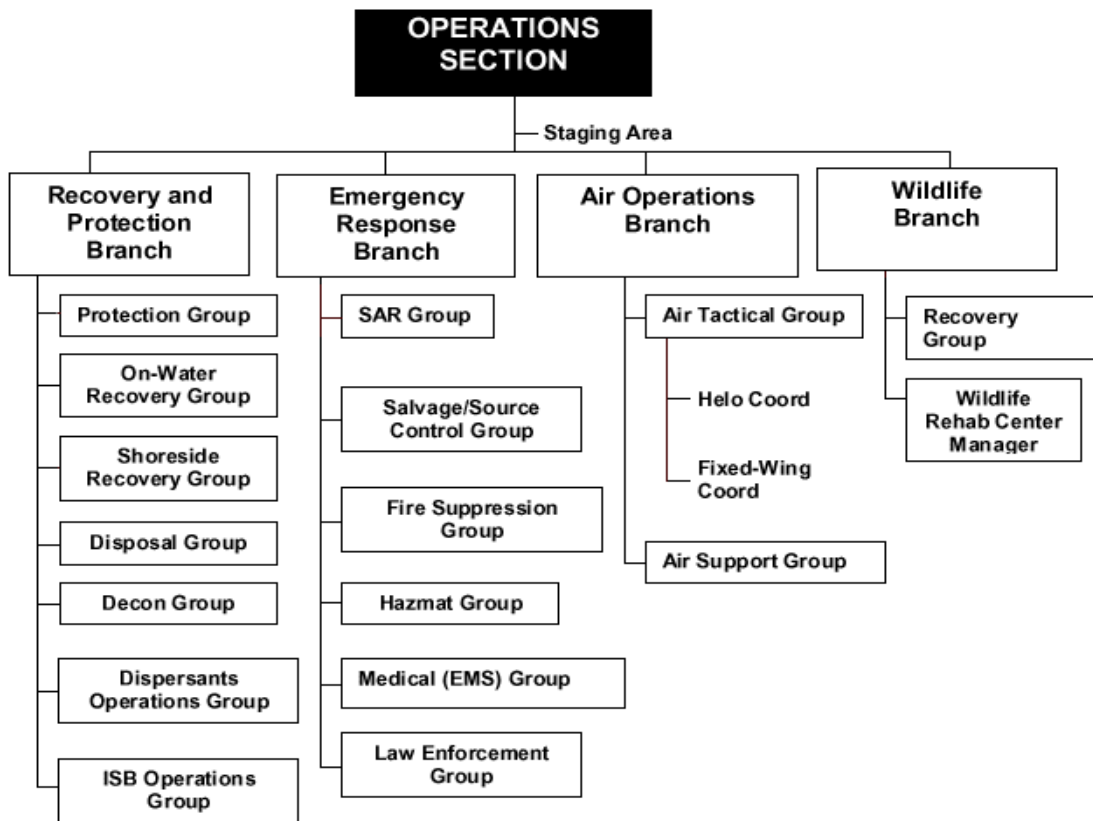 OPERATIONS
SECTION
Staging Area
Recovery and
Protection
Branch
Protection Group
On-Water
Recovery Group
Shoreside
Recovery Group
Disposal Group
Decon Group
Dispersants
Operations Group
ISB Operations
Group
Emergency
Response
Branch
SAR Group
Salvage/Source
Control Group
Fire Suppression
Group
Hazmat Group
Medical (EMS) Group
Law Enforcement
Group
Air Operations
Branch
Air Tactical Group
Helo Coord
Fixed-Wing
Coord
Air Support Group
Wildlife
Branch
Recovery
Group
Wildlife
Rehab Center
Manager